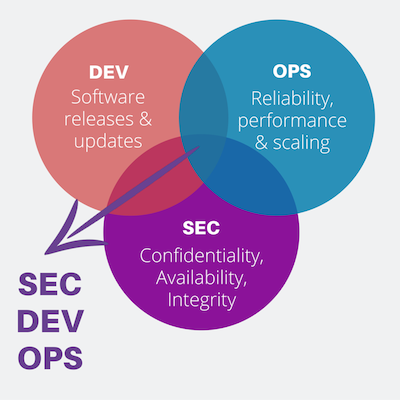 DEV
Software
releases &
updates
OPS
Reliability,
performance
& scaling
SEC
Confidentiality,
Availability,
Integrity
SEC
DEV
OPS